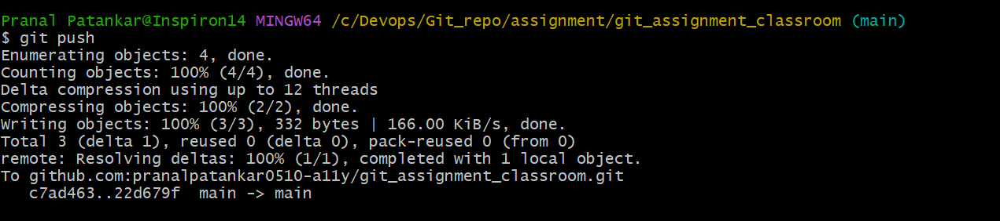 Pranal Patankar@Inspiron14 MINGW64 /c/Devops/Git_repo/assignment/git_assignment_classroom (main)
$ git push
Enumerating objects: 4, done.
Counting objects: 100% (4/4), done.
Delta compression using up to 12 threads
Compressing objects: 100% (2/2), done.
Writing objects: 100% (3/3), 332 bytes | 166.00 KiB/s, done.
Total 3 (delta 1), reused 0 (delta 0), pack-reused 0 (from 0)
remote: Resolving deltas: 100% (1/1), completed with 1 local object.
To github.com:pranalpatankar0510-a11y/git_assignment_classroom.git
   c7ad463..22d679f  main -> main